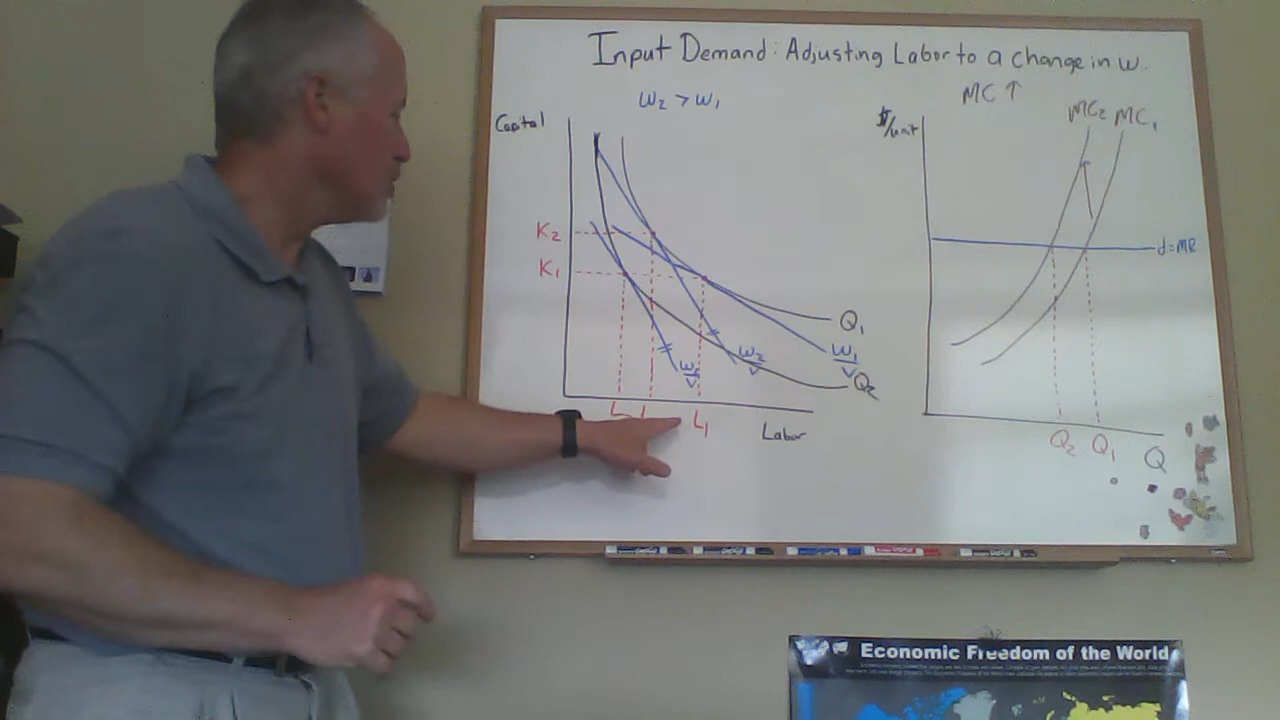 Input Demand: Adjusting Labor to a change in w.
w₂ > w₁
MC ↑
Capital
$/unit
MC₂ MC₁
K₂
K₁
d=MR
Q₁
w₁/v
w₂/v
Q₂
L₁
Labor
Q₂ Q₁ Q
Economic Freedom of the World